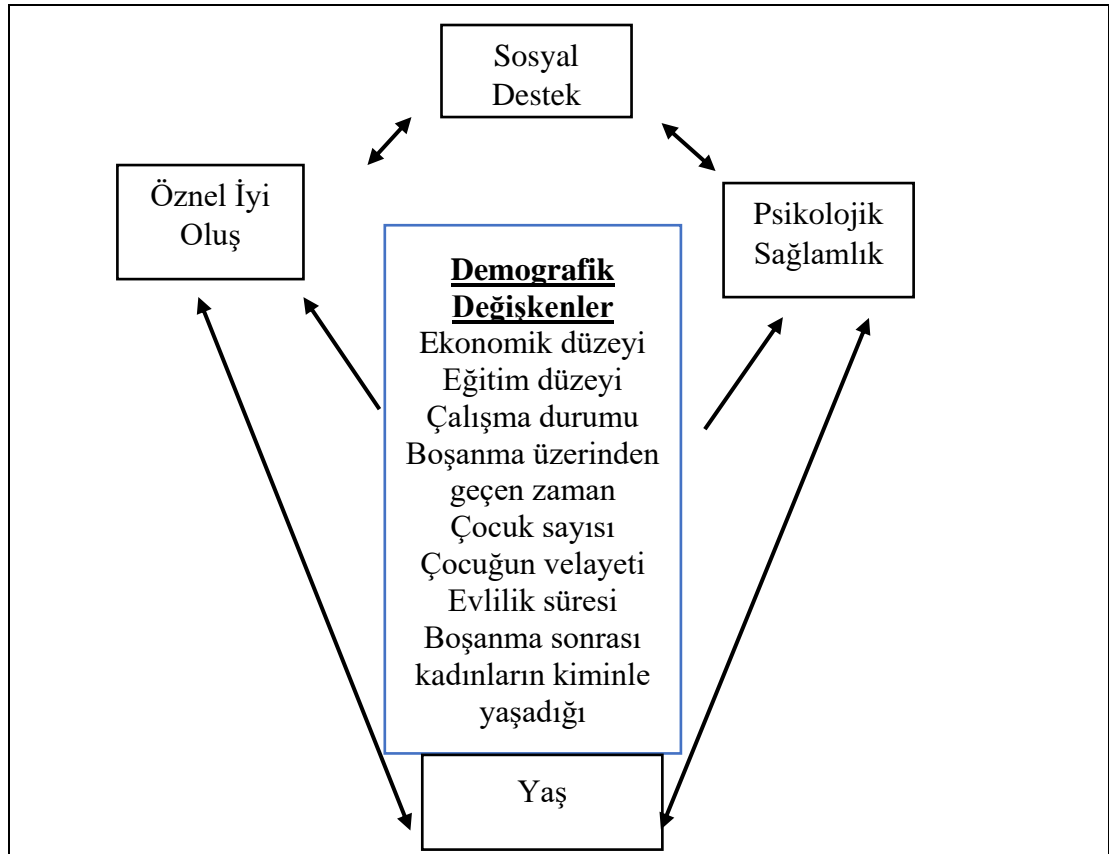 Sosyal
Destek
Öznel İyi
Oluş
Psikolojik
Sağlamlık
Demografik
Değişkenler
Ekonomik düzeyi
Eğitim düzeyi
Çalışma durumu
Boşanma üzerinden
geçen zaman
Çocuk sayısı
Çocuğun velayeti
Evlilik süresi
Boşanma sonrası
kadınların kiminle
yaşadığı
Yaş